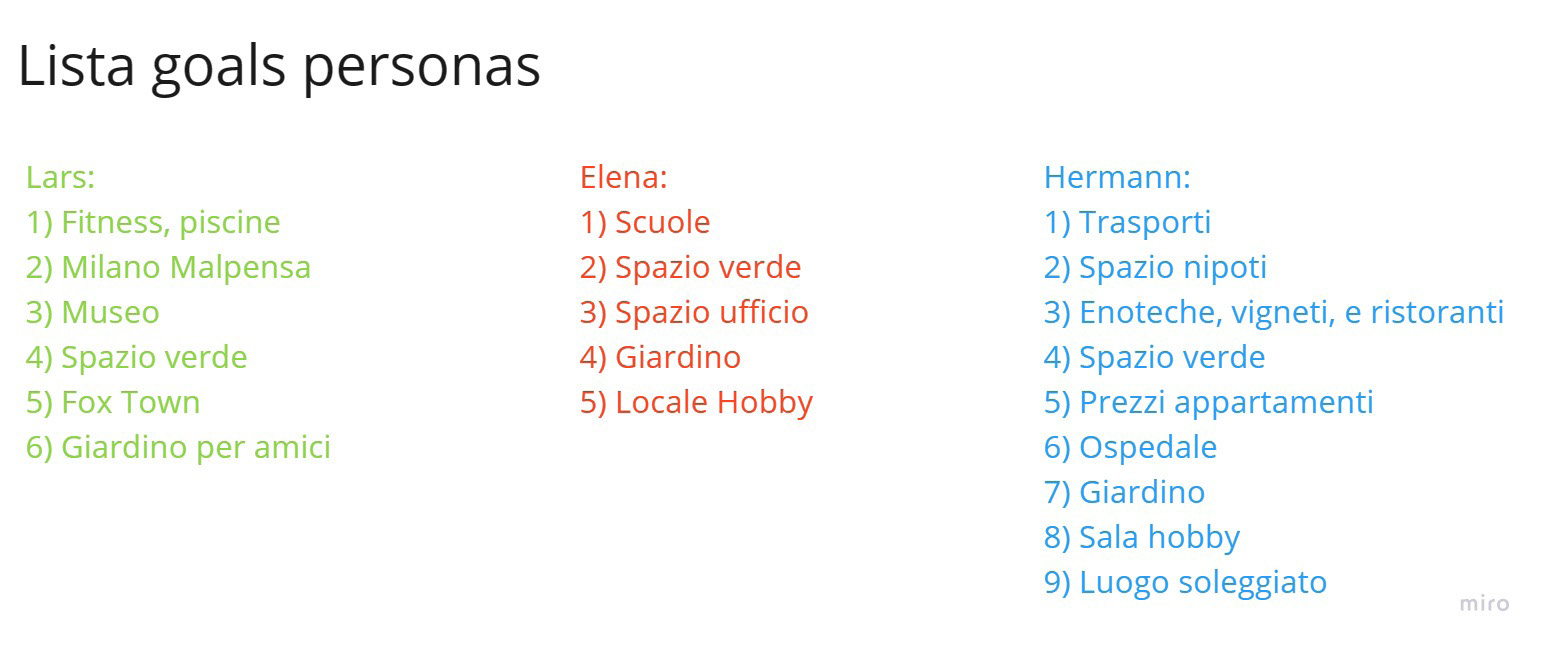 Lista goals personas
Lars:
1) Fitness, piscine
2) Milano Malpensa
3) Museo
4) Spazio verde
5) Fox Town
6) Giardino per amici
Elena:
1) Scuole
2) Spazio verde
3) Spazio ufficio
4) Giardino
5) Locale Hobby
Hermann:
1) Trasporti
2) Spazio nipoti
3) Enoteche, vigneti, e ristoranti
4) Spazio verde
5) Prezzi appartamenti
6) Ospedale
7) Giardino
8) Sala hobby
9) Luogo soleggiato
miro